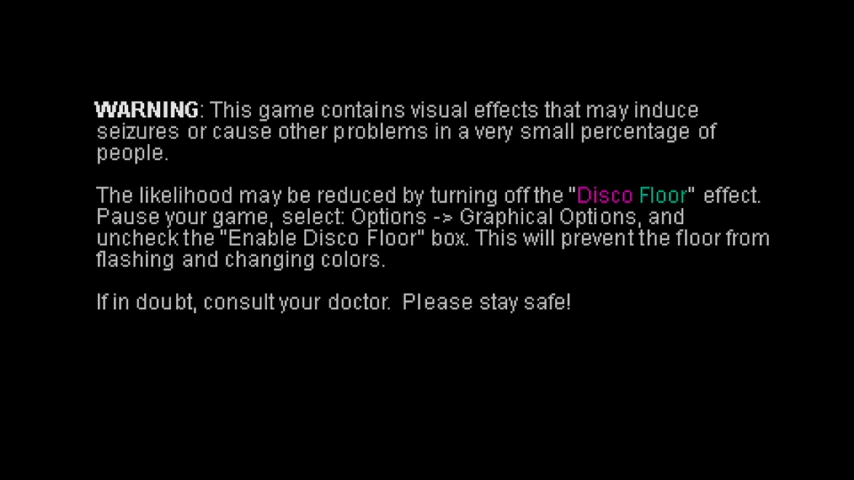 WARNING: This game contains visual effects that may induce
seizures or cause other problems in a very small percentage of
people.
The likelihood may be reduced by turning off the "Disco Floor" effect.
Pause your game, select: Options -> Graphical Options, and
uncheck the "Enable Disco Floor" box. This will prevent the floor from
flashing and changing colors.
If in doubt, consult your doctor. Please stay safe!